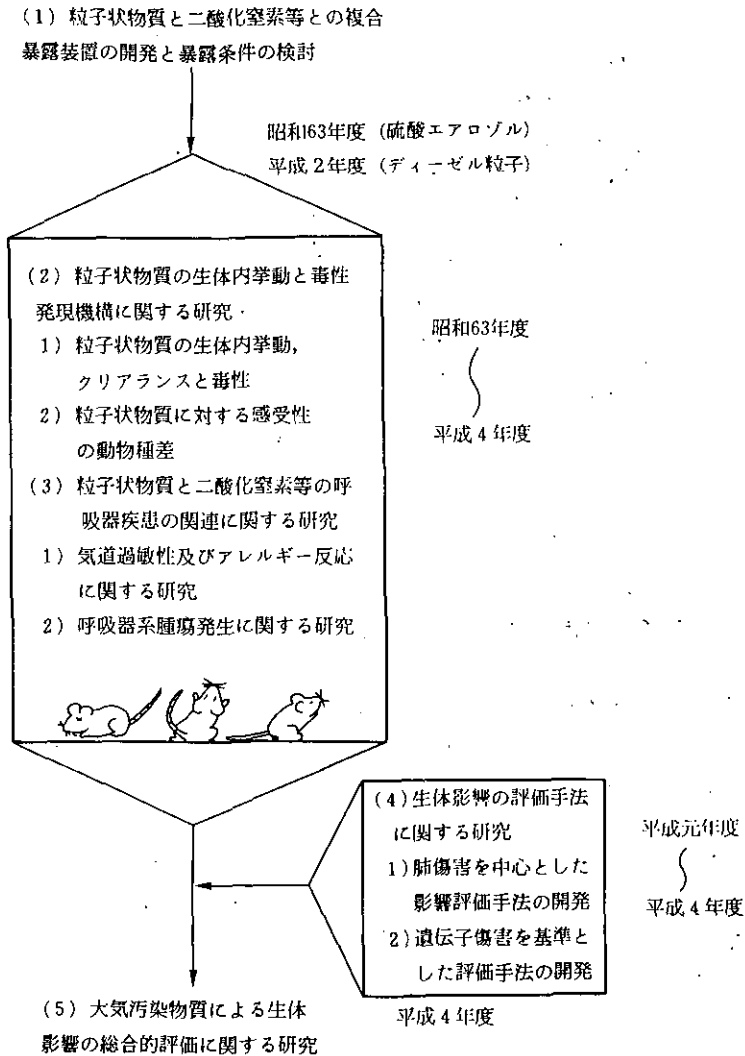 (1) 粒子状物質と二酸化窒素等との複合
暴露装置の開発と暴露条件の検討
昭和63年度 (硫酸エアロゾル)
平成2年度 (ディーゼル粒子)
(2) 粒子状物質の生体内挙動と毒性
発現機構に関する研究
1) 粒子状物質の生体内挙動,
クリアランスと毒性
2) 粒子状物質に対する感受性
の動物種差
(3) 粒子状物質と二酸化窒素等の呼
吸器疾患の関連に関する研究
1) 気道過敏性及びアレルギー反応
に関する研究
2) 呼吸器系腫瘍発生に関する研究
昭和63年度
平成4年度
(4)生体影響の評価手法
に関する研究
1)肺傷害を中心とした
影響評価手法の開発
2)遺伝子傷害を基準と
した評価手法の開発
平成元年度
平成4年度
(5) 大気汚染物質による生体
影響の総合的評価に関する研究
平成4年度